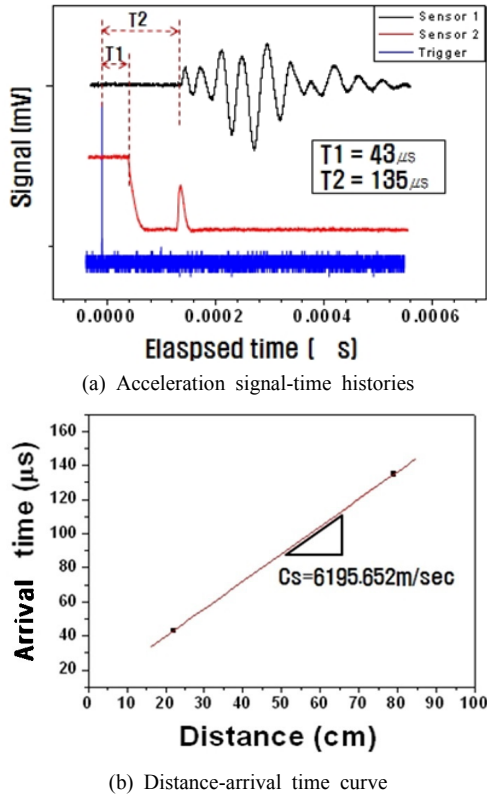 T2
T1
Sensor 1
Sensor 2
Trigger
Signal (mV)
T1 = 43μs
T2 = 135μs
0.0000 0.0002 0.0004 0.0006
Elaspsed time ( s)
(a) Acceleration signal-time histories
160
140
120
100
80
60
40
20
Arrival time (μs)
Cs=6195.652m/sec
0 10 20 30 40 50 60 70 80 90 100
Distance (cm)
(b) Distance-arrival time curve